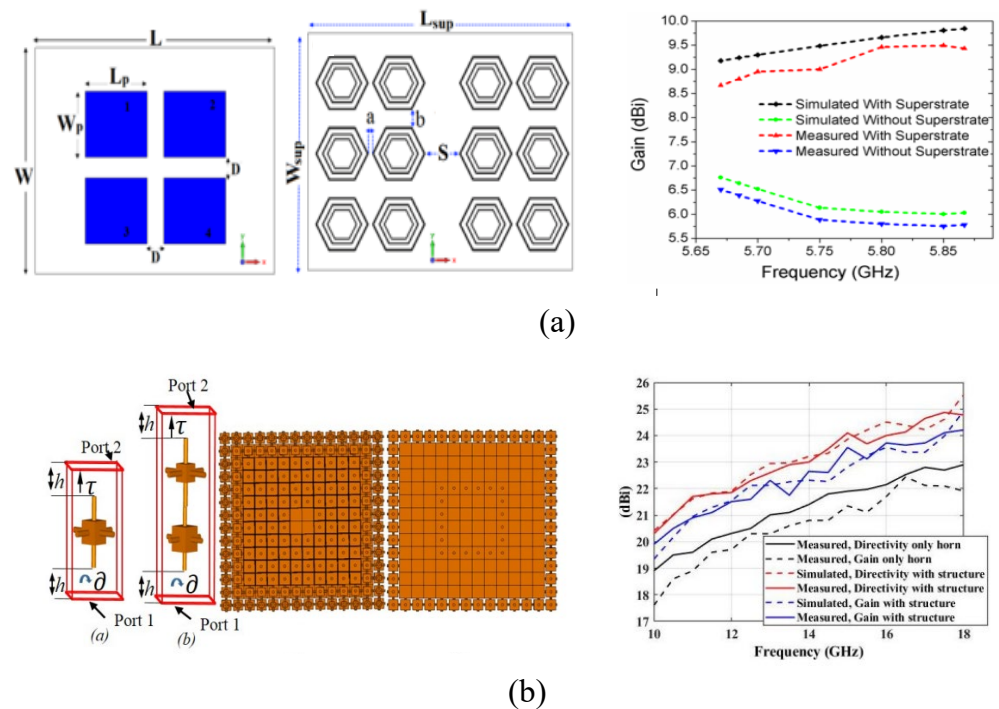 L
Lp
Wp
W
1
2
3
4
D
D
Lsup
Wsup
a
b
S
10.0
9.5
9.0
8.5
8.0
7.5
7.0
6.5
6.0
5.5
Gain (dBi)
Simulated With Superstrate
Simulated Without Superstrate
Measured With Superstrate
Measured Without Superstrate
5.65
5.70
5.75
5.80
5.85
Frequency (GHz)
(a)
Port 2
h
τ
h
∂
Port 1
(a)
Port 2
h
τ
h
∂
Port 1
(b)
26
25
24
23
22
21
20
19
18
17
(dBi)
Measured, Directivity only horn
Measured, Gain only horn
Simulated, Directivity with structure
Measured, Directivity with structure
Simulated, Gain with structure
Measured, Gain with structure
10
12
14
16
18
Frequency (GHz)
(b)